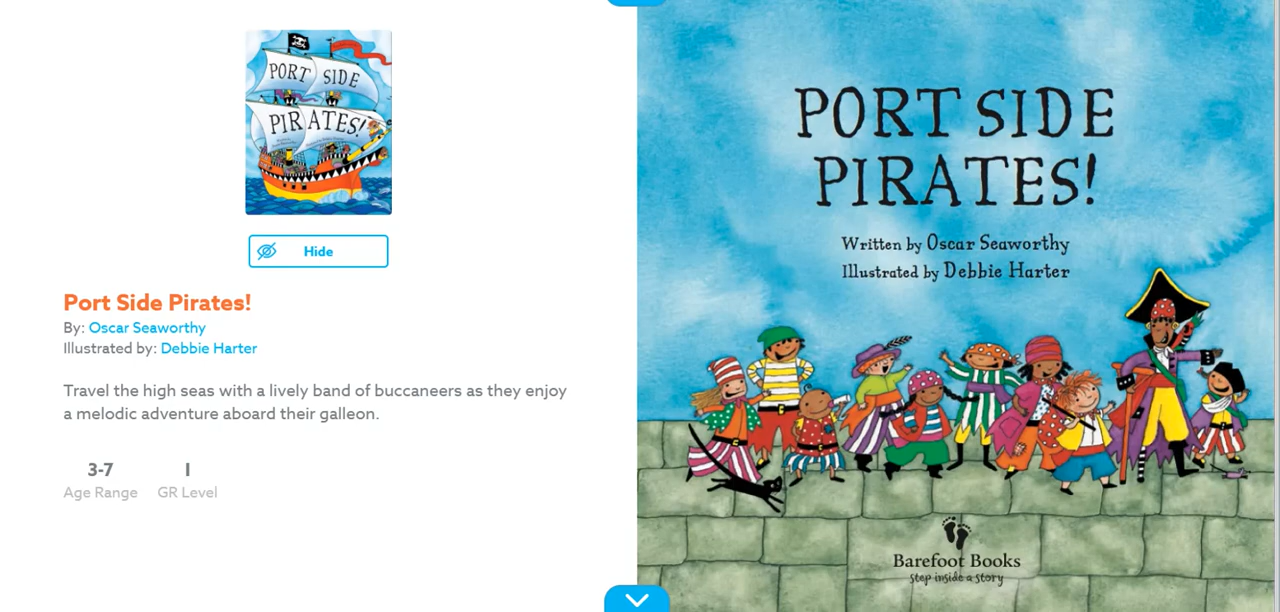 PORT SIDE
PIRATES!
Hide
Port Side Pirates!
By: Oscar Seaworthy
Illustrated by: Debbie Harter
Travel the high seas with a lively band of buccaneers as they enjoy
a melodic adventure aboard their galleon.
3-7
I
Age Range
GR Level
PORT SIDE
PIRATES!
Written by Oscar Seaworthy
Illustrated by Debbie Harter
Barefoot Books
step inside a story